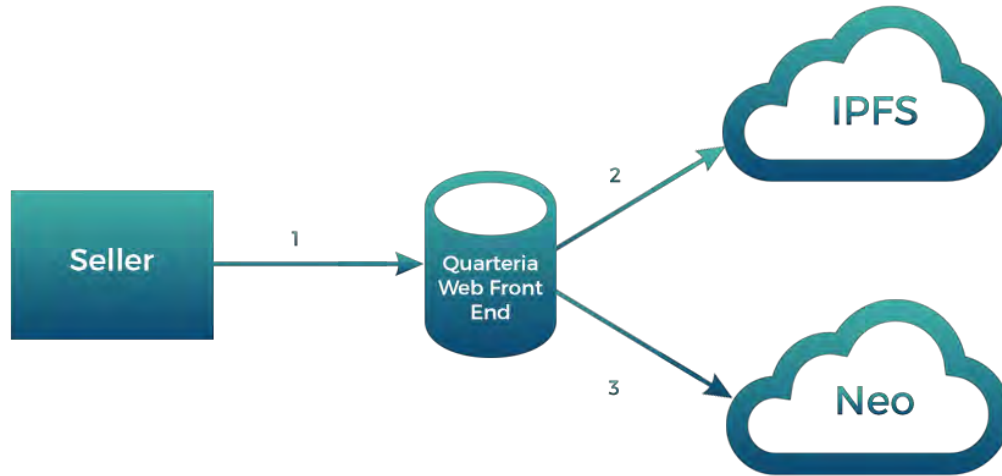 IPFS
2
1
Seller
Quarteria
Web Front
End
3
Neo